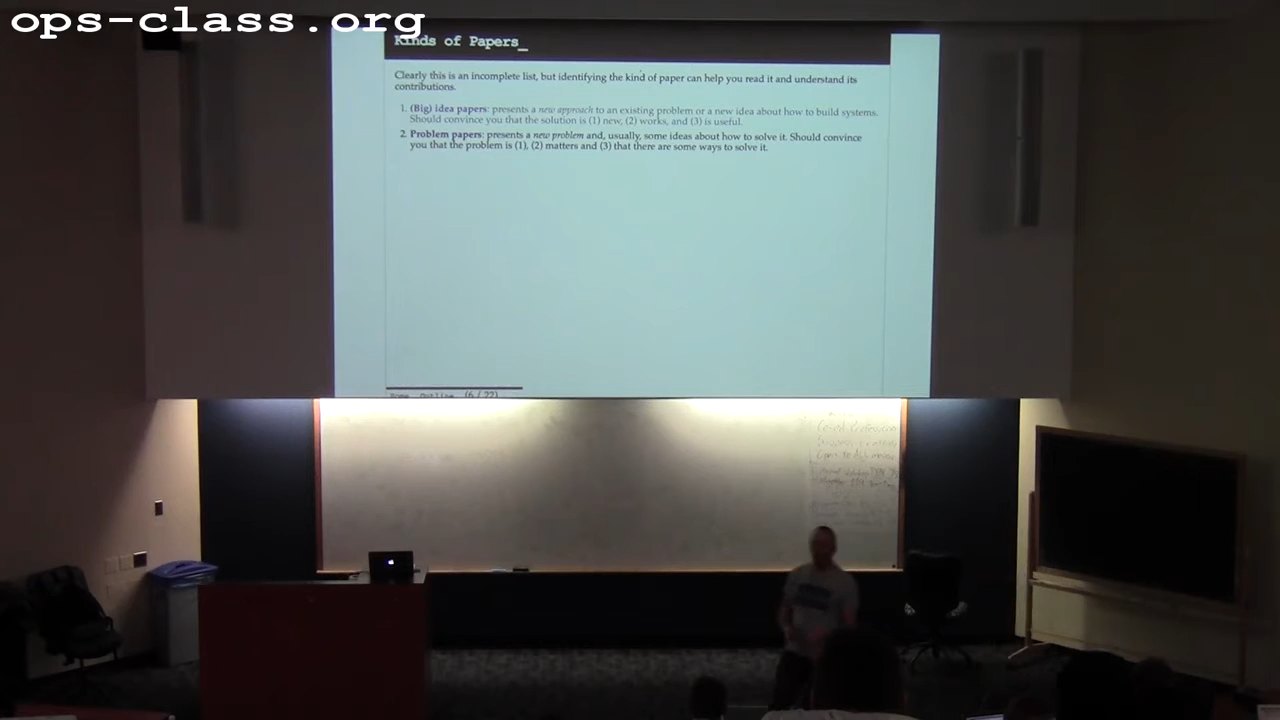 ops-class.org
Kinds of Papers_
Clearly this is an incomplete list, but identifying the kind of paper can help you read it and understand its
contributions.
1. (Big) idea papers: presents a new approach to an existing problem or a new idea about how to build systems.
Should convince you that the solution is (1) new, (2) works, and (3) is useful.
2. Problem papers: presents a new problem and, usually, some ideas about how to solve it. Should convince
you that the problem is (1), (2) matters and (3) that there are some ways to solve it.
(6 / 22)